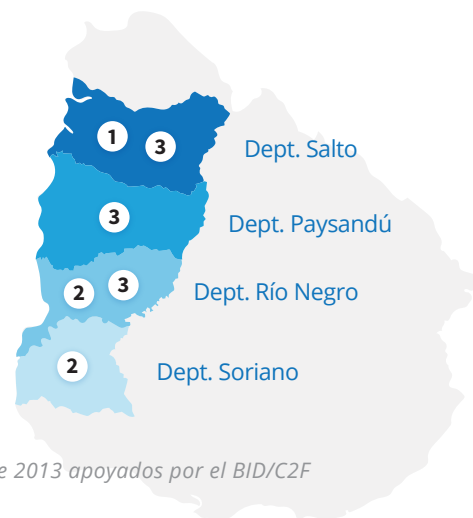 1 3 Dept. Salto
3 Dept. Paysandú
2 3 Dept. Río Negro
2 Dept. Soriano
e 2013 apoyados por el BID/C2F